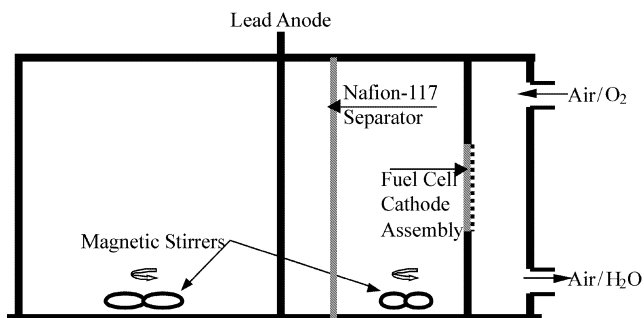 Lead Anode
Nafion-117
Separator
Air/O₂
Fuel Cell
Cathode
Assembly
Magnetic Stirrers
Air/H₂O